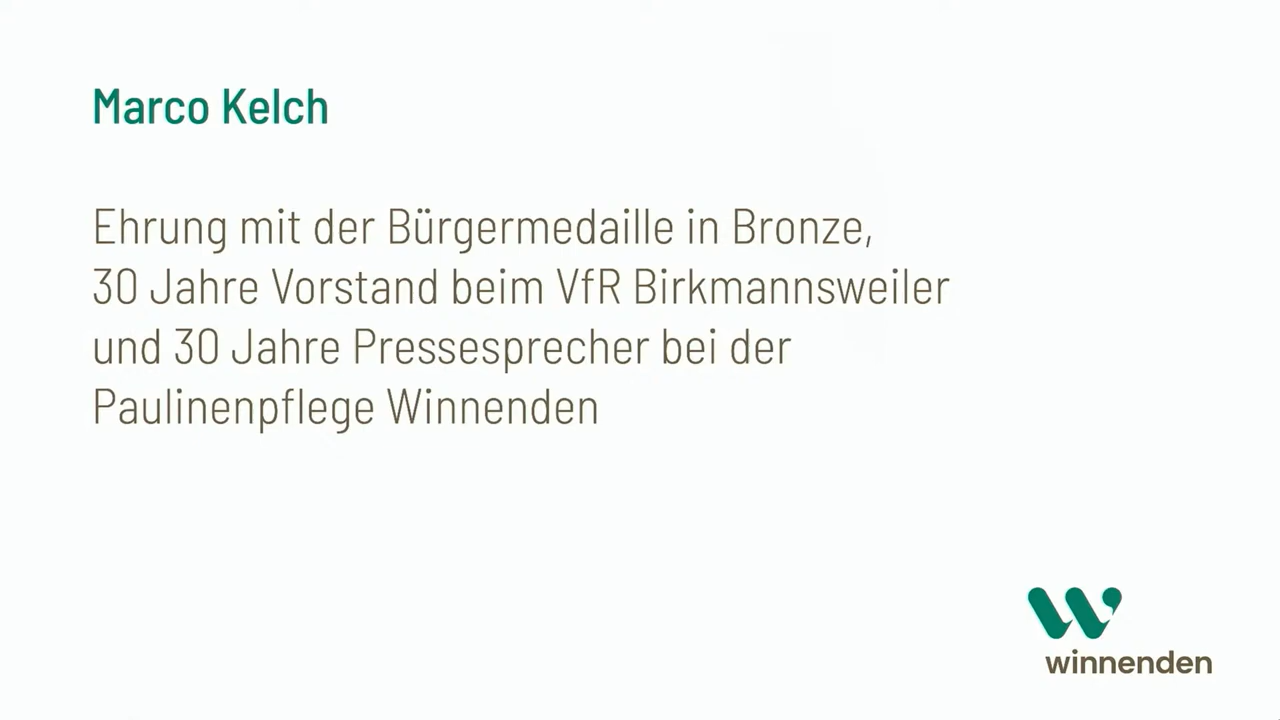 Marco Kelch
Ehrung mit der Bürgermedaille in Bronze,
30 Jahre Vorstand beim VfR Birkmannsweiler
und 30 Jahre Pressesprecher bei der
Paulinenpflege Winnenden
winnenden